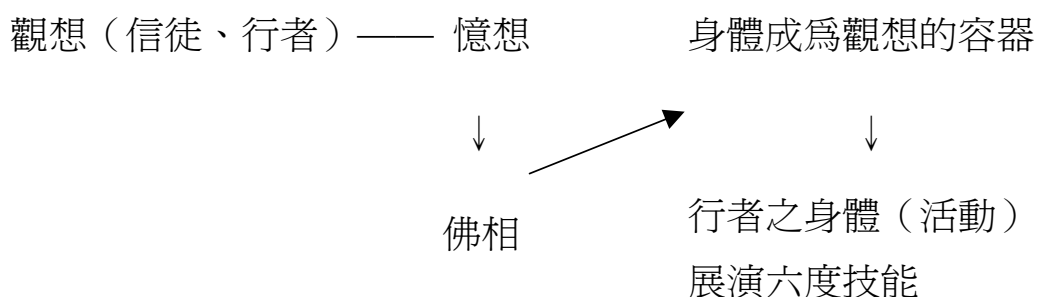 觀想（信徒、行者）—— 憶想
身體成爲觀想的容器
↓
↓
佛相
行者之身體（活動）
展演六度技能